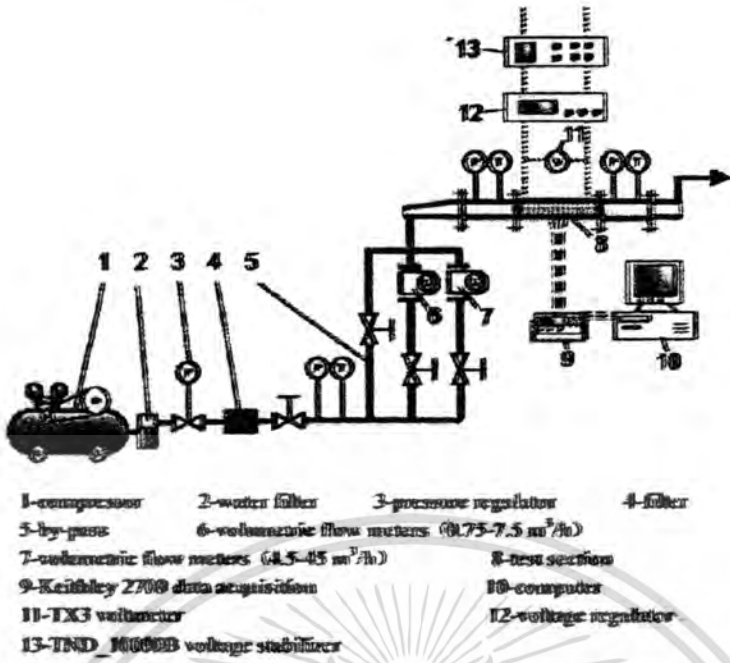 13
12
11
P T P T
8
1 2 3 4 5
6 7
P
P T
9 10
1-compressor 2-water filter 3-pressure regulator 4-filter
5-by-pass 6-volumetric flow meters (0.75-7.5 m³/h)
7-volumetric flow meters (4.5-45 m³/h) 8-test section
9-Keithley 2700 data acquisition 10-computer
11-TX3 voltmeter 12-voltage regulator
13-TND_10000B voltage stabilizer